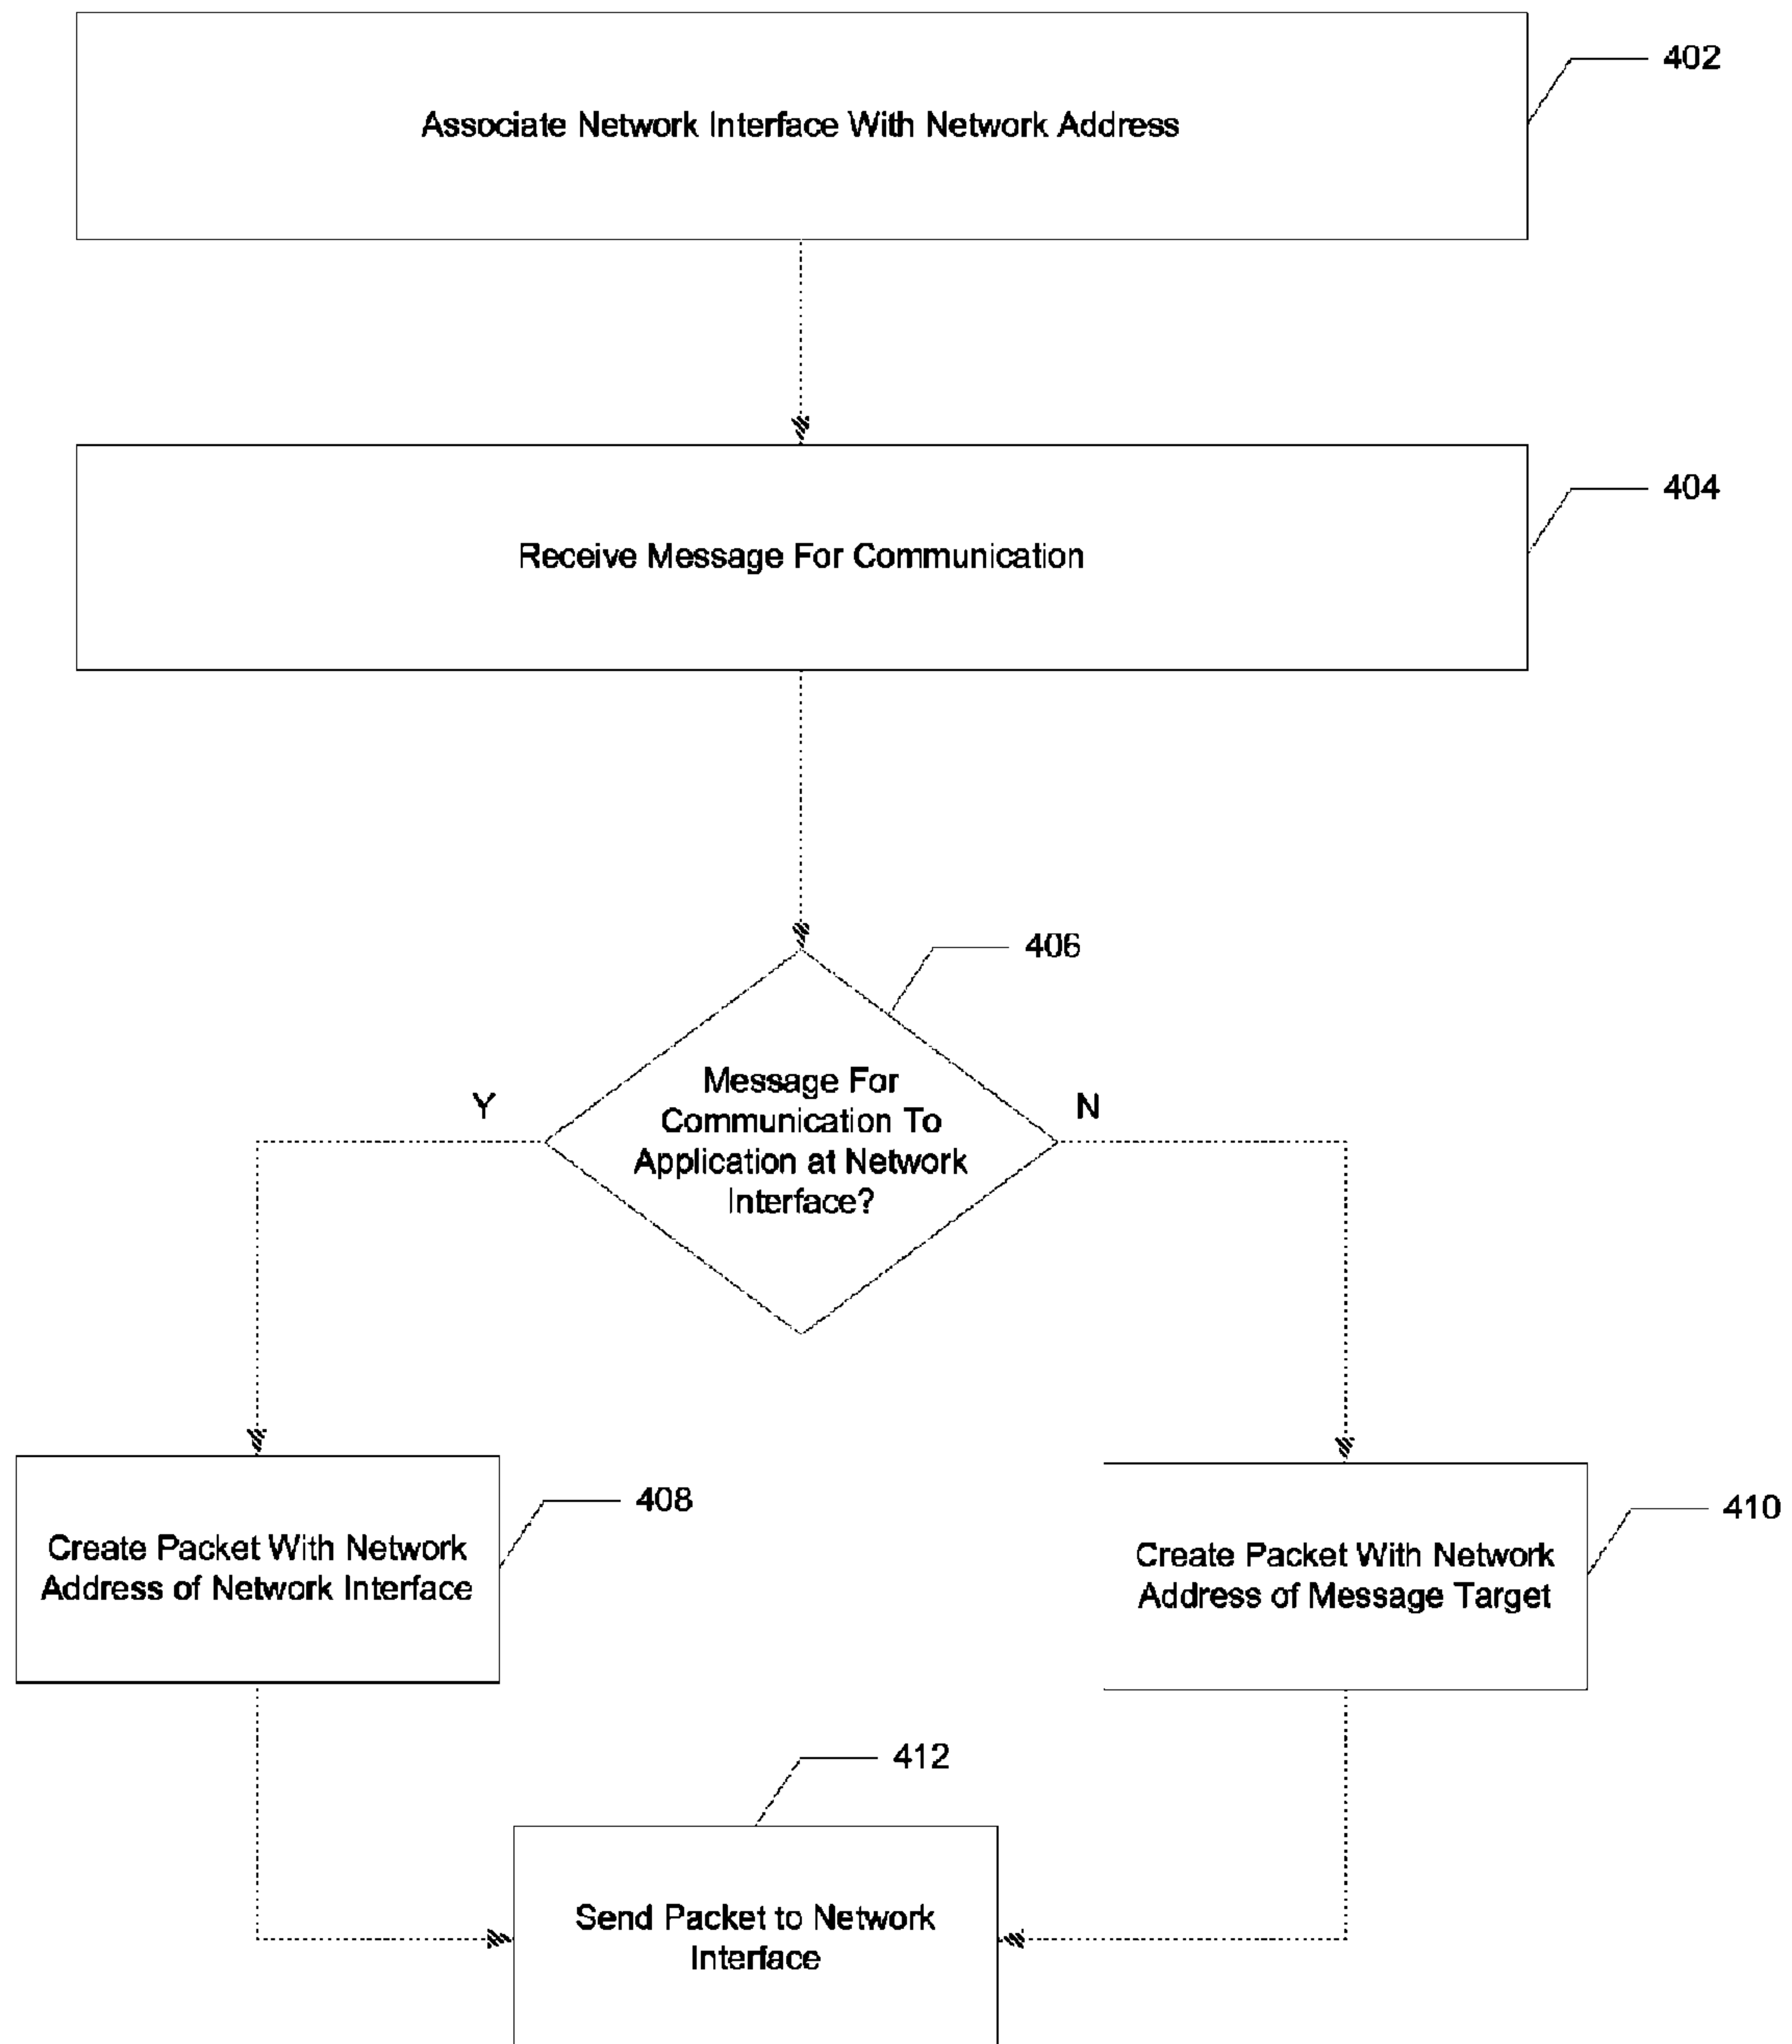 402
Associate Network Interface With Network Address
404
Receive Message For Communication
406
Message For
Communication To
Application at Network
Interface?
Y
N
408
Create Packet With Network
Address of Network Interface
410
Create Packet With Network
Address of Message Target
412
Send Packet to Network
Interface